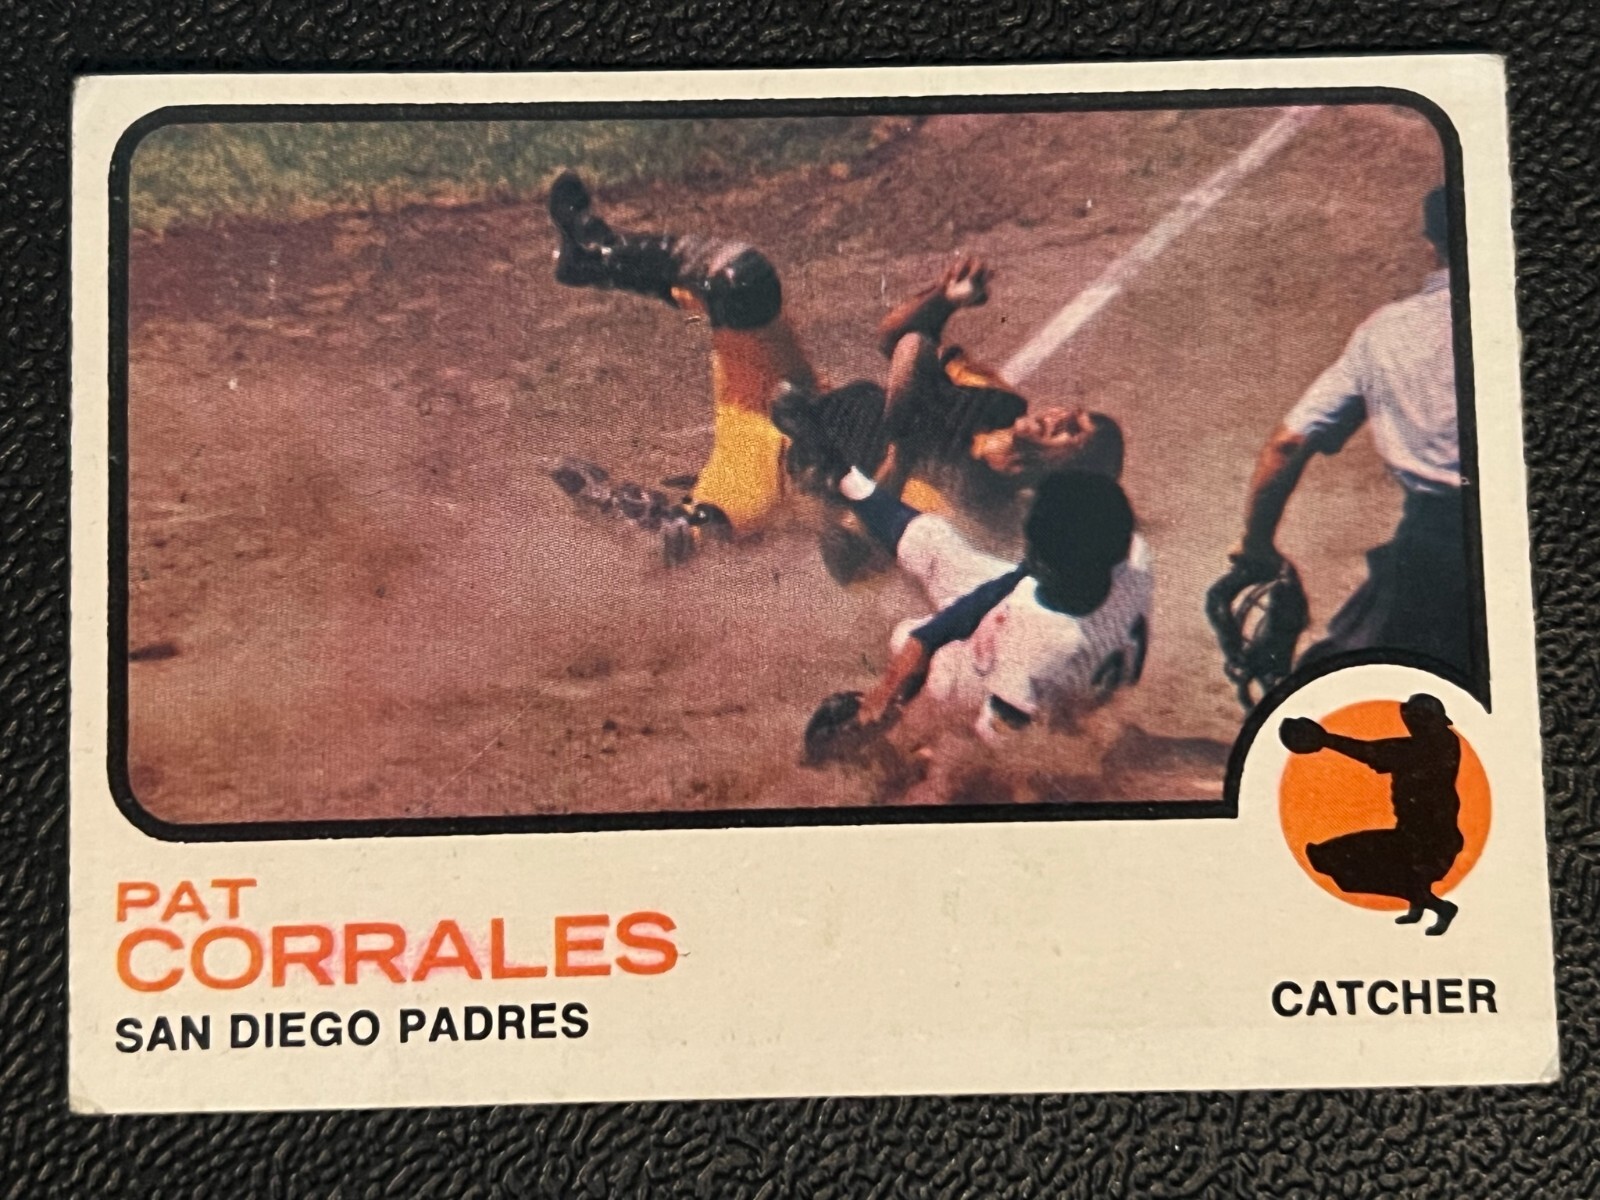 PAT
CORRALES
SAN DIEGO PADRES
CATCHER